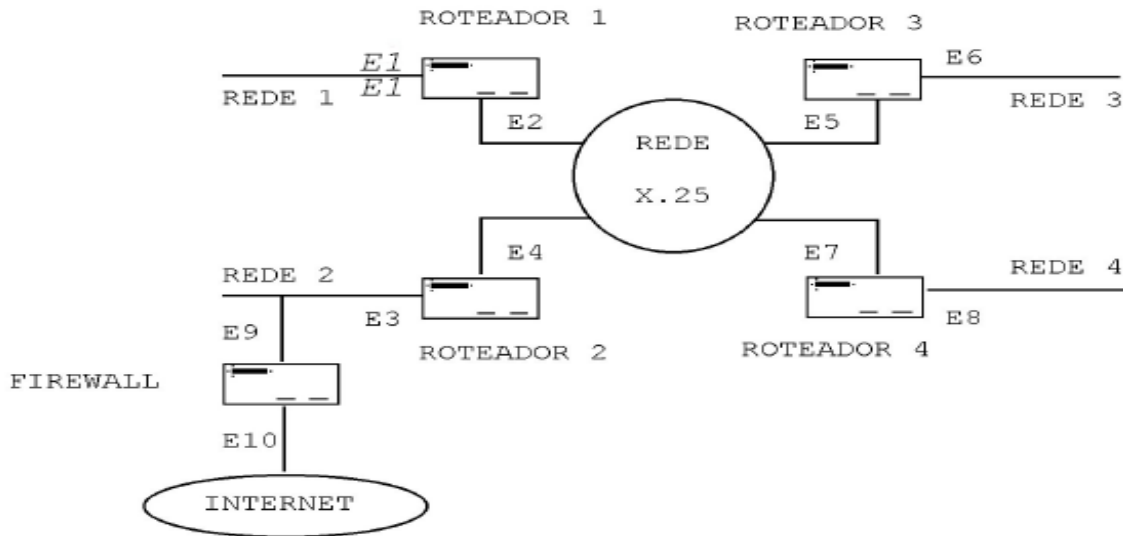 ROTEADOR 1
ROTEADOR 3
E1
E1
E6
REDE 1
REDE 3
E2
E5
REDE
X.25
E4
E7
REDE 2
REDE 4
E9
E3
E8
ROTEADOR 2
ROTEADOR 4
FIREWALL
E10
INTERNET